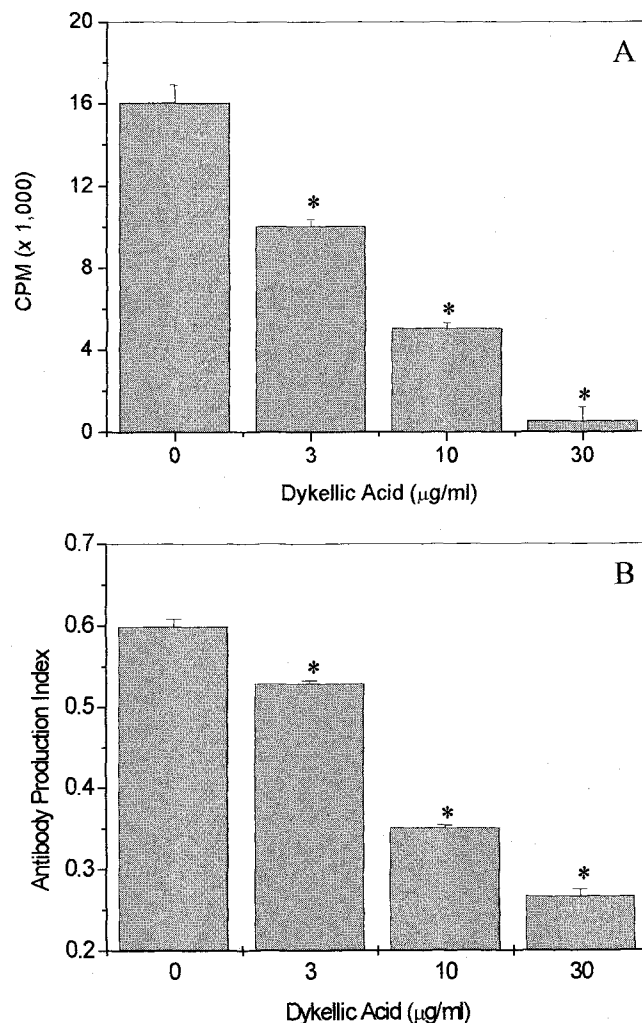 A
20
16
12
8
4
0
CPM (x 1,000)
*
*
*
0 3 10 30
Dykellic Acid (μg/ml)
B
0.7
0.6
0.5
0.4
0.3
0.2
Antibody Production Index
*
*
*
0 3 10 30
Dykellic Acid (μg/ml)